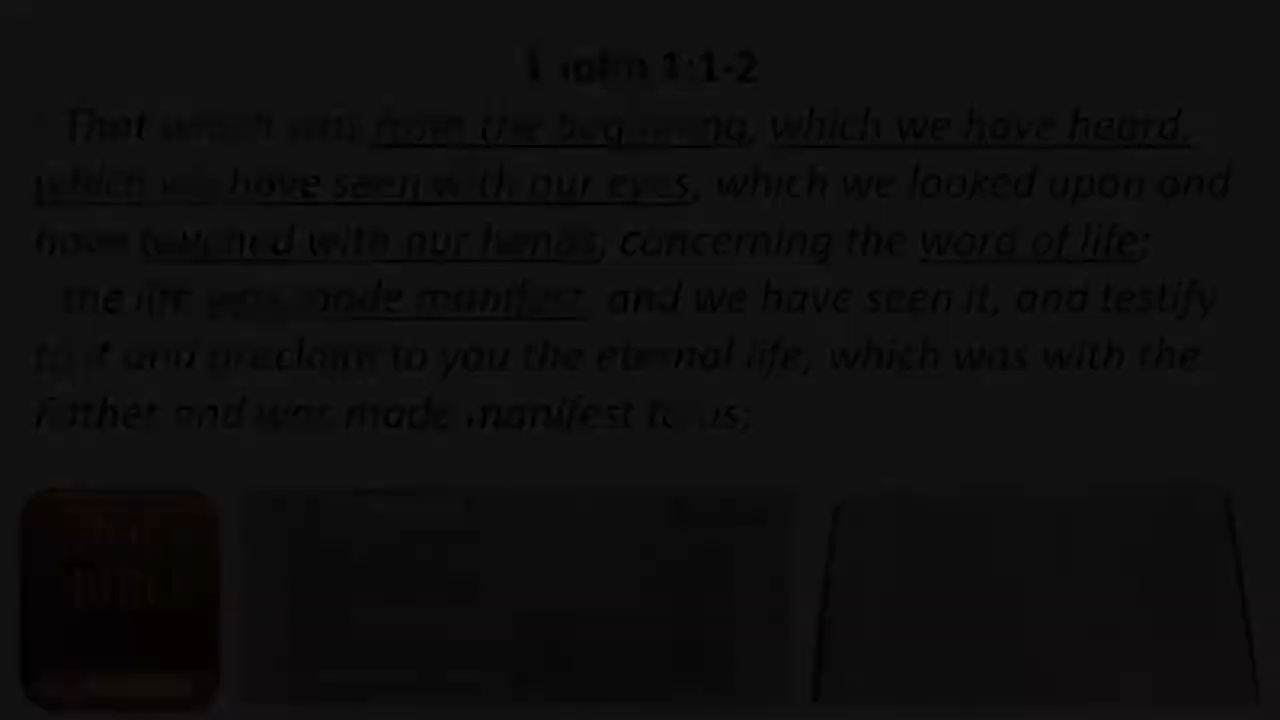 1 John 1:1-2
That which was from the beginning, which we have heard,
which we have seen with our eyes, which we looked upon and
have touched with our hands, concerning the word of life;
the life was made manifest, and we have seen it, and testify
to it and proclaim to you the eternal life, which was with the
Father and was made manifest to us;
BIBLE